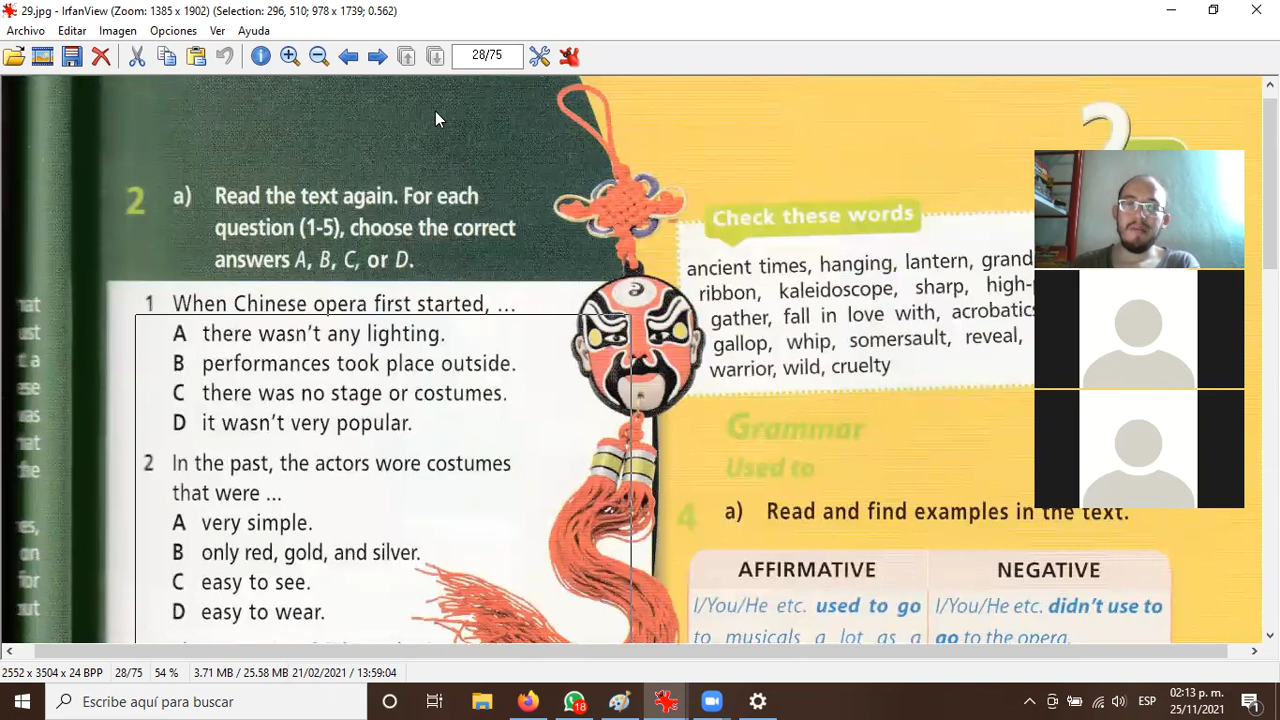 29.jpg - IrfanView (Zoom: 1385 x 1902) (Selection: 296, 510; 978 x 1739; 0.562)
Archivo Editar Imagen Opciones Ver Ayuda
28/75
2
2 a) Read the text again. For each
question (1-5), choose the correct
answers A, B, C, or D.
1 When Chinese opera first started, ...
A there wasn't any lighting.
B performances took place outside.
C there was no stage or costumes.
D it wasn't very popular.
2 In the past, the actors wore costumes
that were ...
A very simple.
B only red, gold, and silver.
C easy to see.
D easy to wear.
Check these words
ancient times, hanging, lantern, grand
ribbon, kaleidoscope, sharp, high-
gather, fall in love with, acrobatics
gallop, whip, somersault, reveal,
warrior, wild, cruelty
Grammar
Used to
4 a) Read and find examples in the text.
AFFIRMATIVE NEGATIVE
I/You/He etc. used to go I/You/He etc. didn't use to
to musicals a lot as a go to the opera.
2552 x 3504 x 24 BPP 28/75 54 % 3.71 MB / 25.58 MB 21/02/2021 / 13:59:04
Escribe aquí para buscar
18
ESP
02:13 p. m.
25/11/2021
1